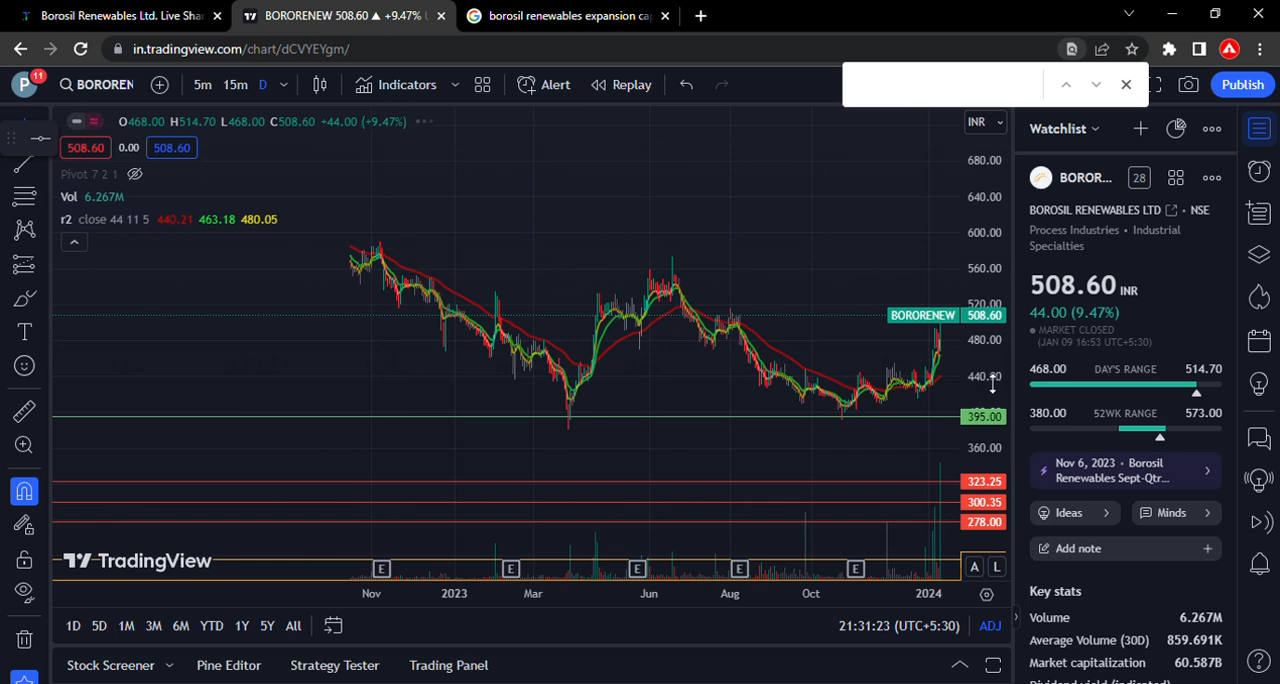 Borosil Renewables Ltd. Live Sha
BORORENEW 508.60 ▲ +9.47%
borosil renewables expansion ca
in.tradingview.com/chart/dCVYEYgm/
P 11
BOROREN
5m 15m D
Indicators
Alert
Replay
Publish
O468.00 H514.70 L468.00 C508.60 +44.00 (+9.47%)
508.60 0.00 508.60
Pivot 7 2 1
Vol 6.267M
r2 close 44 11 5 440.21 463.18 480.05
INR
680.00
640.00
600.00
560.00
520.00
BORORENEW 508.60
480.00
395.00
360.00
323.25
300.35
278.00
TradingView
E E E E E
A L
Nov 2023 Mar Jun Aug Oct 2024
1D 5D 1M 3M 6M YTD 1Y 5Y All
21:31:23 (UTC+5:30) ADJ
Stock Screener Pine Editor Strategy Tester Trading Panel
Watchlist
BOROR... 28
BOROSIL RENEWABLES LTD • NSE
Process Industries • Industrial
Specialties
508.60 INR
44.00 (9.47%)
MARKET CLOSED
(JAN 09 16:53 UTC+5:30)
468.00 DAY'S RANGE 514.70
380.00 52WK RANGE 573.00
Nov 6, 2023 • Borosil
Renewables Sept-Qtr...
Ideas
Minds
Add note
Key stats
Volume 6.267M
Average Volume (30D) 859.691K
Market capitalization 60.587B
Dividend yield (indicated)